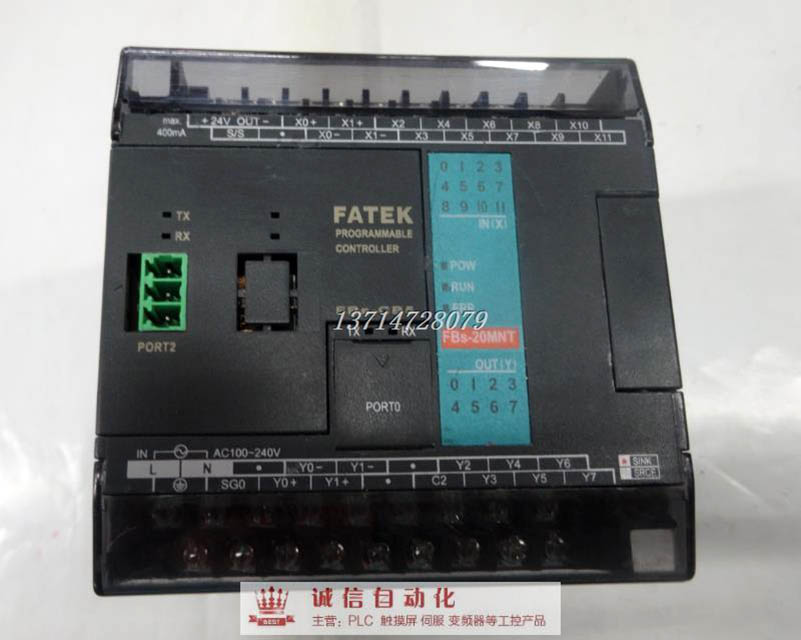 max. + 24V OUT - X0+ X1+ X2 X4 X6 X8 X10
400mA S/S • X0- X1- X3 X5 X7 X9 X11
TX
RX
FATEK
PROGRAMMABLE
CONTROLLER
0 1 2 3
4 5 6 7
8 9 10 11
IN(X)
POW
RUN
ERR
13714728079
TX RX
FBs-20MNT
PORT2
PORT0
OUT(Y)
0 1 2 3
4 5 6 7
IN AC100~240V
L N • Y0- Y1- • Y2 Y4 Y6
SG0 Y0+ Y1+ • C2 Y3 Y5 Y7
SINK
SRCE
诚信自动化
BEST
主营：PLC 触摸屏 伺服 变频器等工控产品